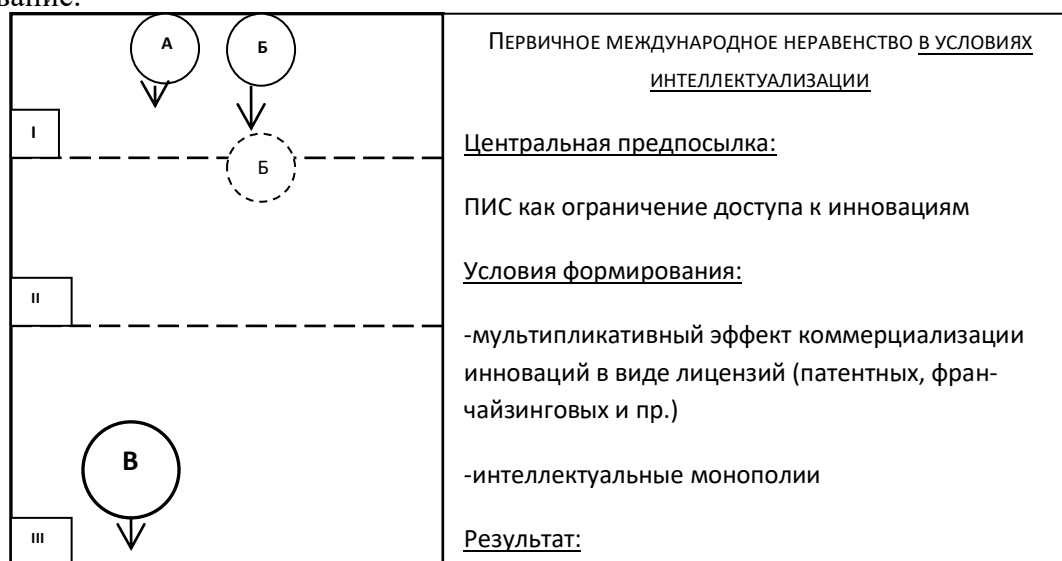 вание.
А
Б
I
Б
II
В
III
ПЕРВИЧНОЕ МЕЖДУНАРОДНОЕ НЕРАВЕНСТВО В УСЛОВИЯХ
ИНТЕЛЛЕКТУАЛИЗАЦИИ
Центральная предпосылка:
ПИС как ограничение доступа к инновациям
Условия формирования:
-мультипликативный эффект коммерциализации
инноваций в виде лицензий (патентных, фран-
чайзинговых и пр.)
-интеллектуальные монополии
Результат: